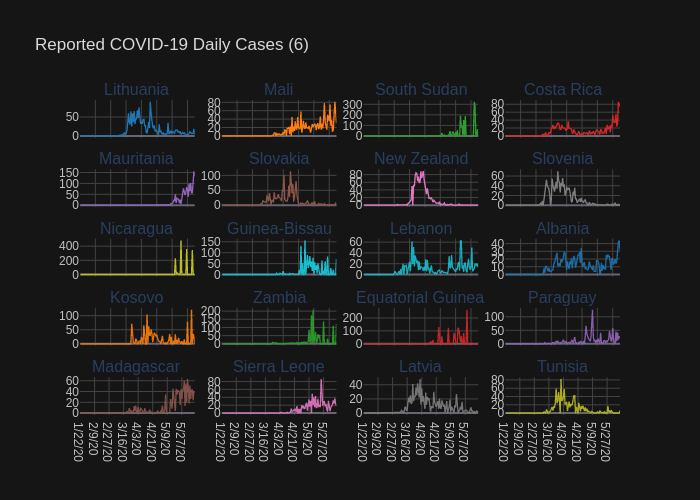 Reported COVID-19 Daily Cases (6)
Lithuania Mali South Sudan Costa Rica
50 0 80 60 40 20 0 300 200 100 0 80 60 40 20 0
Mauritania Slovakia New Zealand Slovenia
150 100 50 0 100 50 0 80 60 40 20 0 60 40 20 0
Nicaragua Guinea-Bissau Lebanon Albania
400 200 0 150 100 50 0 60 40 20 0 40 30 20 10 0
Kosovo Zambia Equatorial Guinea Paraguay
100 50 0 200 150 100 50 0 200 100 0 100 50 0
Madagascar Sierra Leone Latvia Tunisia
60 40 20 0 80 60 40 20 0 40 20 0 80 60 40 20 0
1/22/20 2/9/20 2/27/20 3/16/20 4/3/20 4/21/20 5/9/20 5/27/20 1/22/20 2/9/20 2/27/20 3/16/20 4/3/20 4/21/20 5/9/20 5/27/20 1/22/20 2/9/20 2/27/20 3/16/20 4/3/20 4/21/20 5/9/20 5/27/20 1/22/20 2/9/20 2/27/20 3/16/20 4/3/20 4/21/20 5/9/20 5/27/20